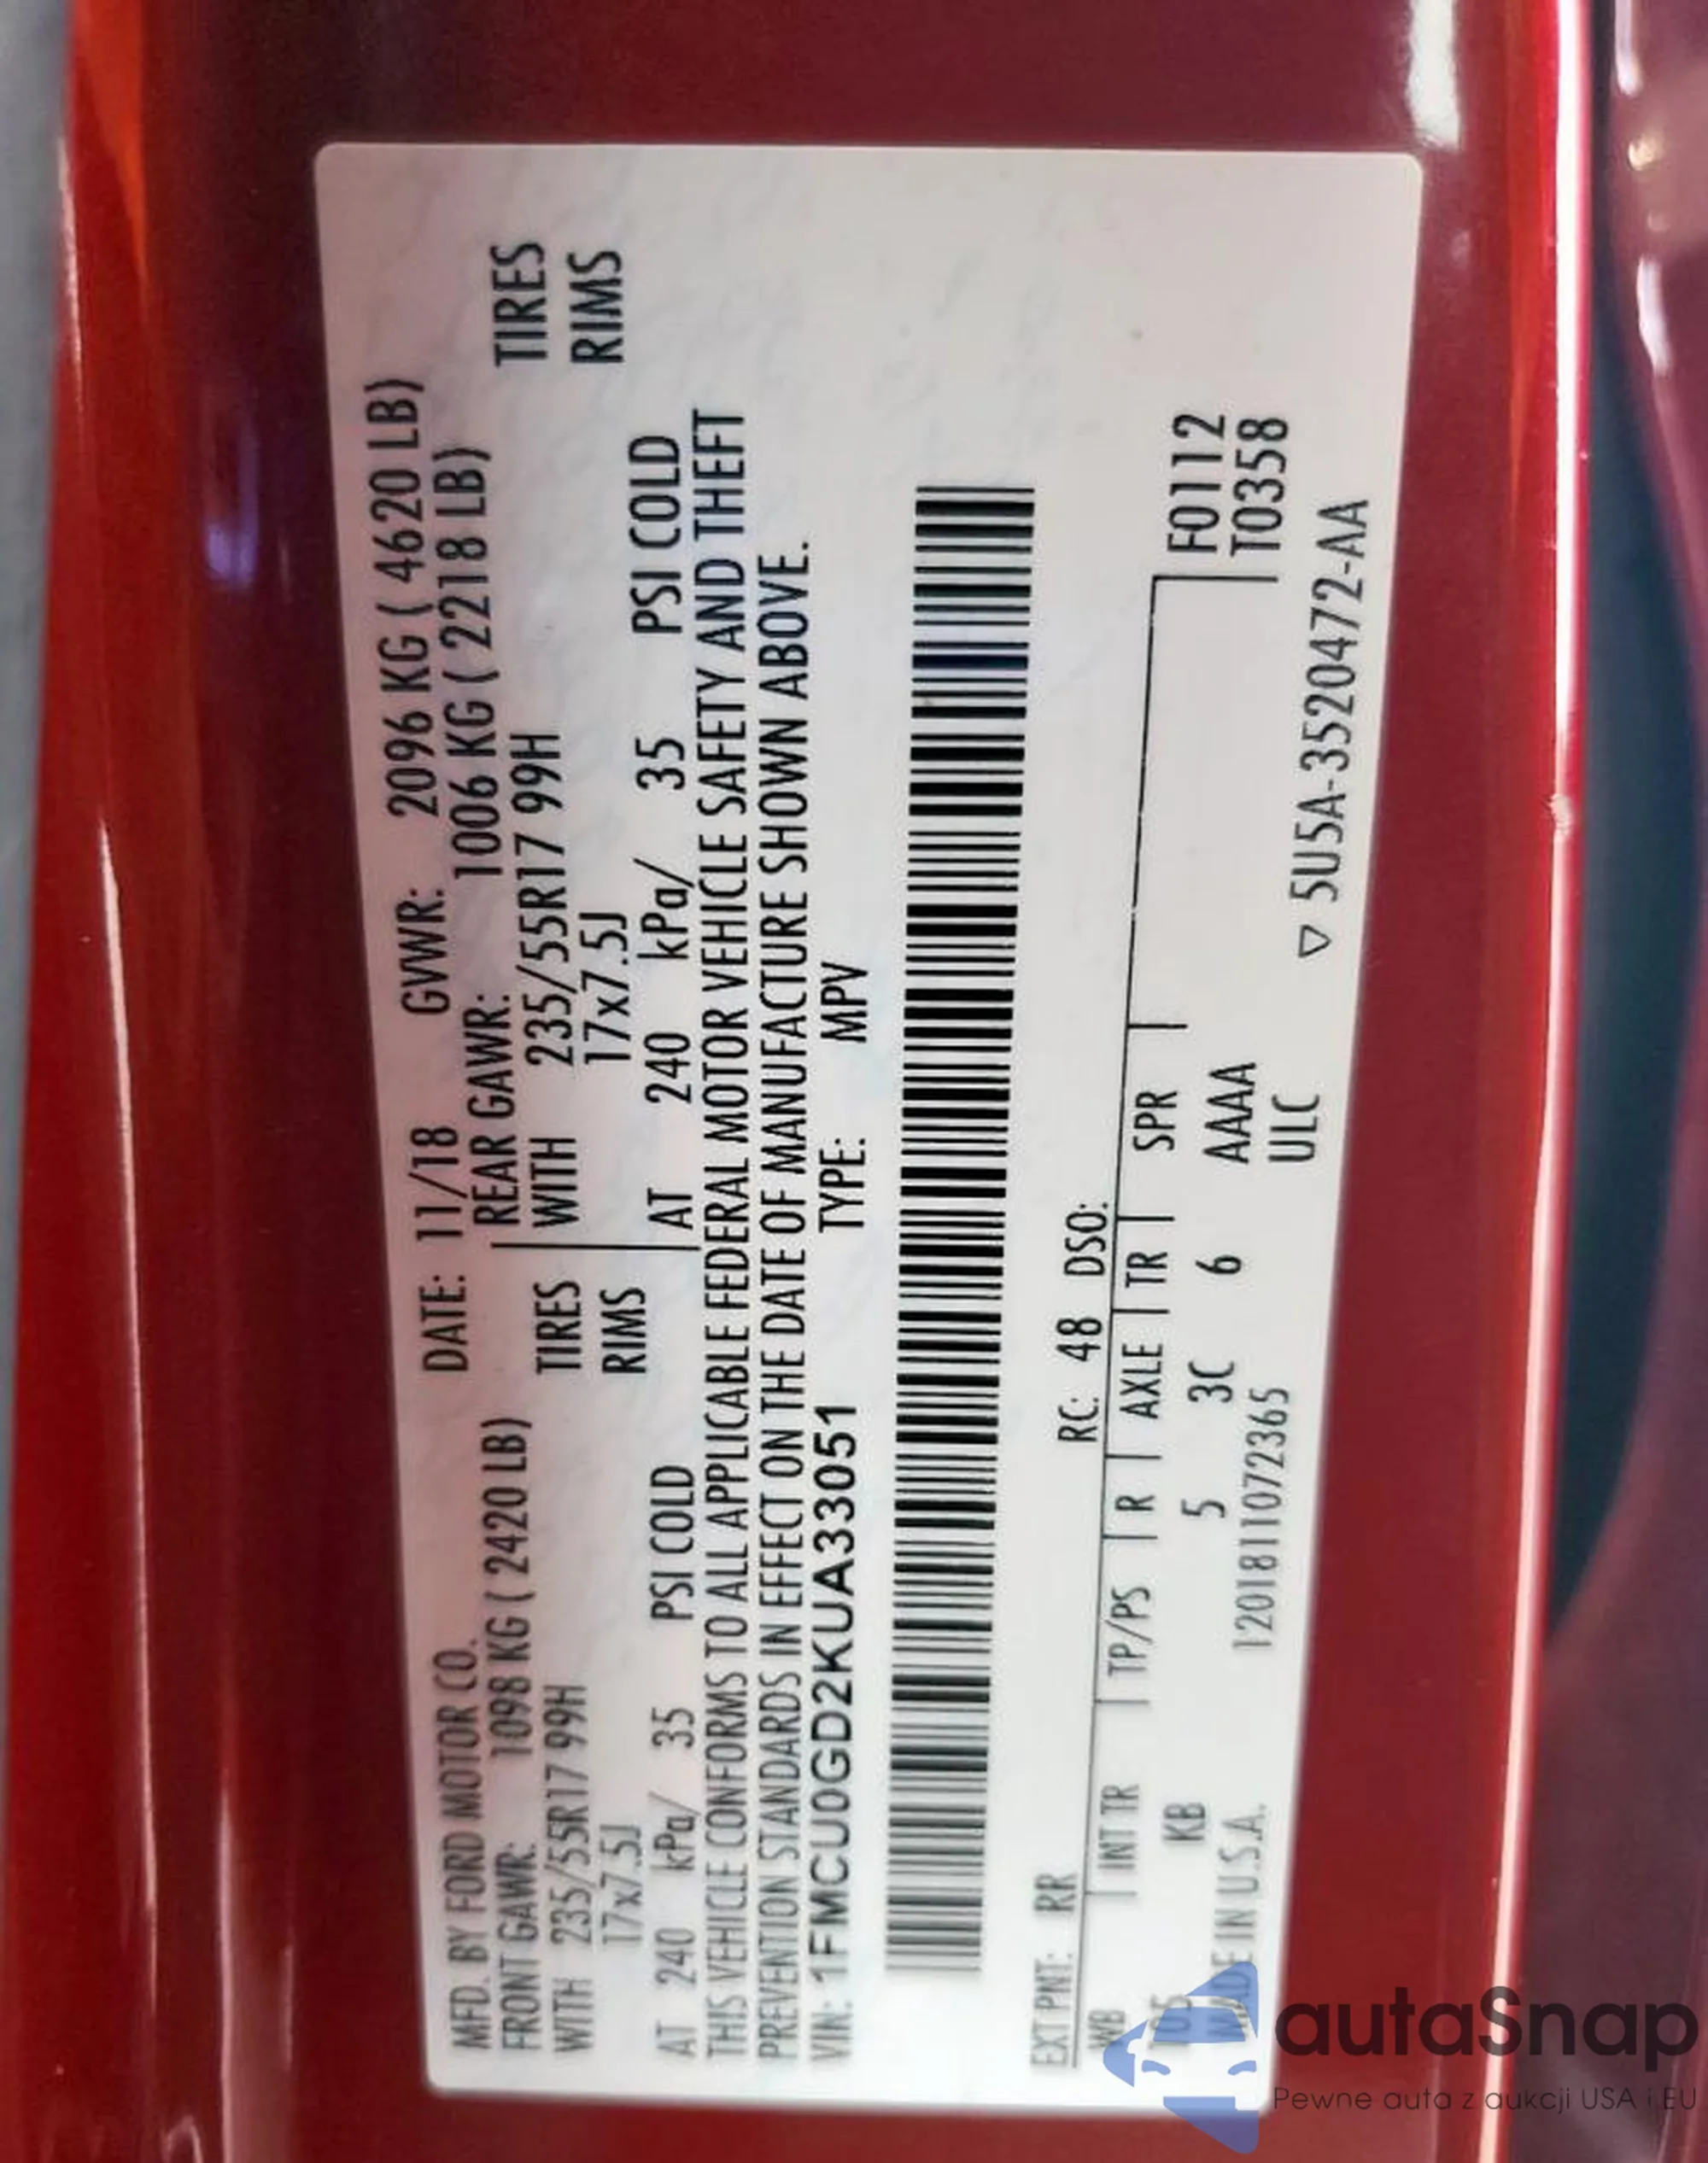 MFD. BY FORD MOTOR CO. DATE: 11/18 GVWR: 2096 KG ( 4620 LB)
FRONT GAWR: 1098 KG ( 2420 LB) REAR GAWR: 1006 KG ( 2218 LB)
WITH 235/55R17 99H TIRES WITH 235/55R17 99H TIRES
17x7.5J RIMS 17x7.5J RIMS
AT 240 kPa/ 35 PSI COLD AT 240 kPa/ 35 PSI COLD
THIS VEHICLE CONFORMS TO ALL APPLICABLE FEDERAL MOTOR VEHICLE SAFETY AND THEFT
PREVENTION STANDARDS IN EFFECT ON THE DATE OF MANUFACTURE SHOWN ABOVE.
VIN: 1FMCU0GD2KUA33051 TYPE: MPV
EXT PNT: RR RC: 48 DSO:
WB INT TR TP/PS R AXLE TR SPR F0112
KB 5 3C 6 AAAA T0358
MADE IN U.S.A. 1201811072365 ULC
▽ 5U5A-3520472-AA
autaSnap
Pewne auta z aukcji USA i EU